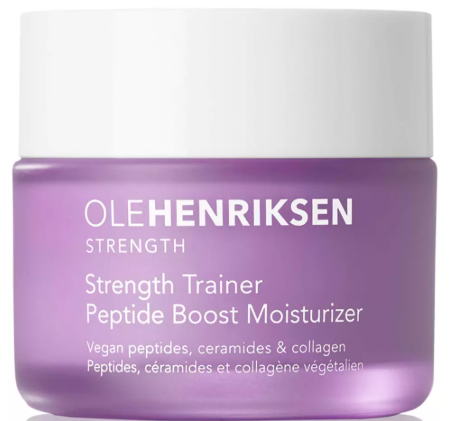 OLEHENRIKSEN
STRENGTH
Strength Trainer
Peptide Boost Moisturizer
Vegan peptides, ceramides & collagen
Peptides, céramides et collagène végétalien